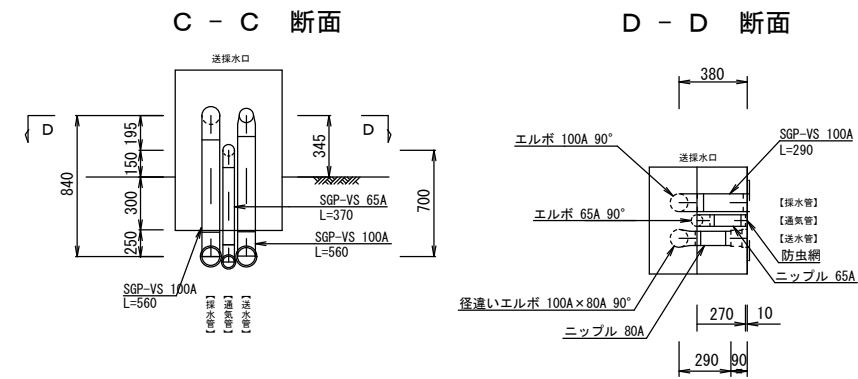 C － C 断面
送採水口
D
D
195
150
300
250
840
345
700
SGP-VS 65A
L=370
SGP-VS 100A
L=560
SGP-VS 100A
L=560
【採水管】
【通気管】
【送水管】
D － D 断面
380
エルボ 100A 90°
SGP-VS 100A
L=290
送採水口
【採水管】
エルボ 65A 90°
【通気管】
【送水管】
防虫網
ニップル 65A
径違いエルボ 100A×80A 90°
ニップル 80A
270
10
290
90